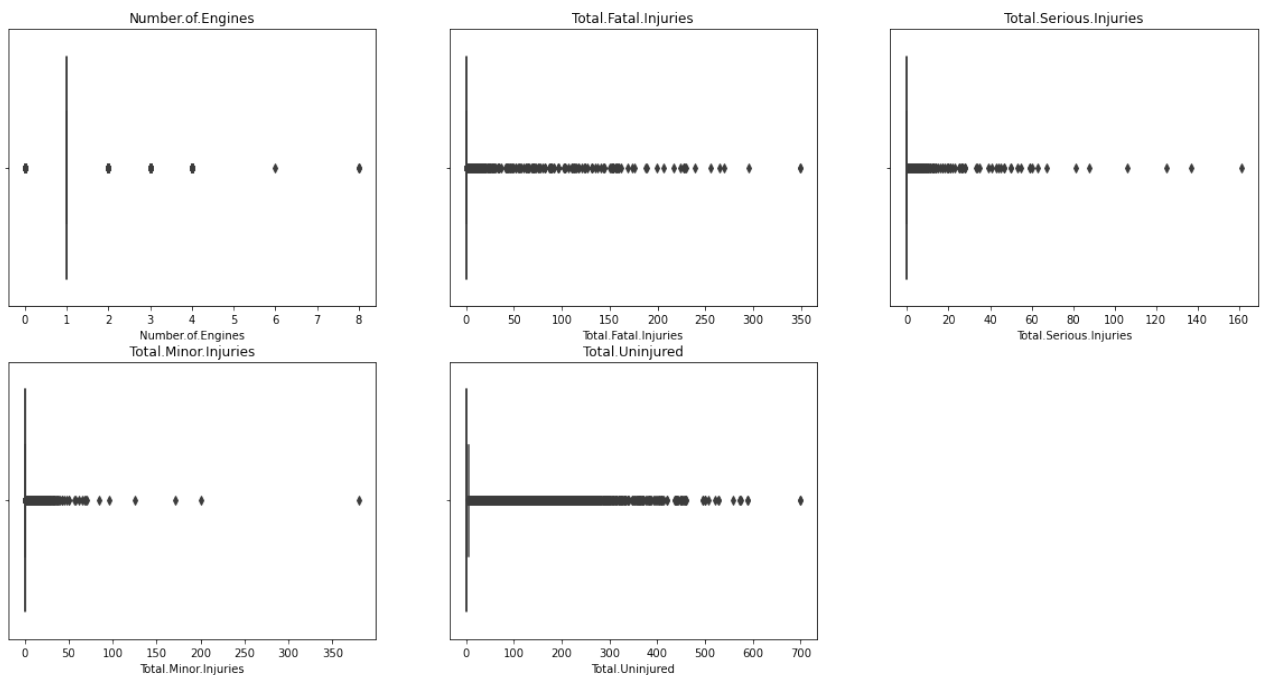 Number.of.Engines
0 1 2 3 4 5 6 7 8
Number.of.Engines
Total.Fatal.Injuries
0 50 100 150 200 250 300 350
Total.Fatal.Injuries
Total.Serious.Injuries
0 20 40 60 80 100 120 140 160
Total.Serious.Injuries
Total.Minor.Injuries
0 50 100 150 200 250 300 350
Total.Minor.Injuries
Total.Uninjured
0 100 200 300 400 500 600 700
Total.Uninjured